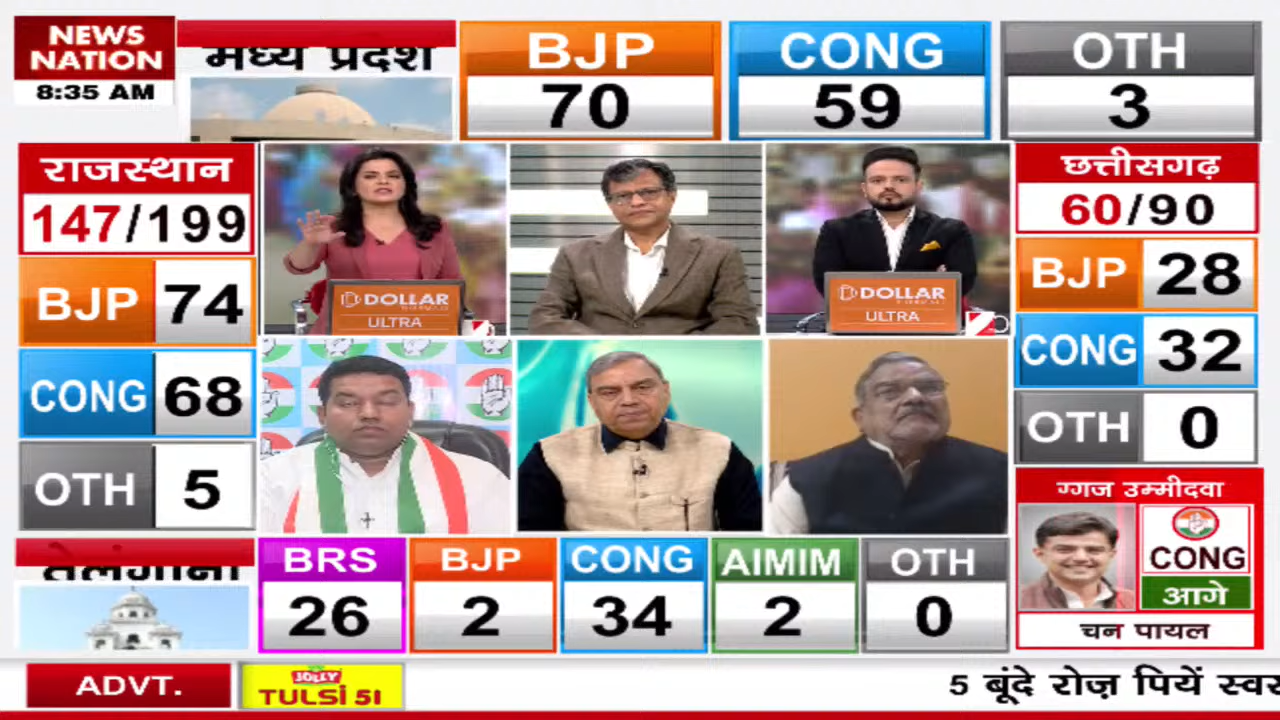 NEWS
NATION
8:35 AM
मध्य प्रदेश
BJP
70
CONG
59
OTH
3
राजस्थान
147/199
BJP 74
CONG 68
OTH 5
DOLLAR
ULTRA
DOLLAR
ULTRA
छत्तीसगढ़
60/90
BJP 28
CONG 32
OTH 0
ग्गज उम्मीदवा
CONG
आगे
चन पायल
तेलंगाना
BRS
26
BJP
2
CONG
34
AIMIM
2
OTH
0
ADVT.
JOLLY
TULSI 51
5 बूंदे रोज़ पियें स्वर